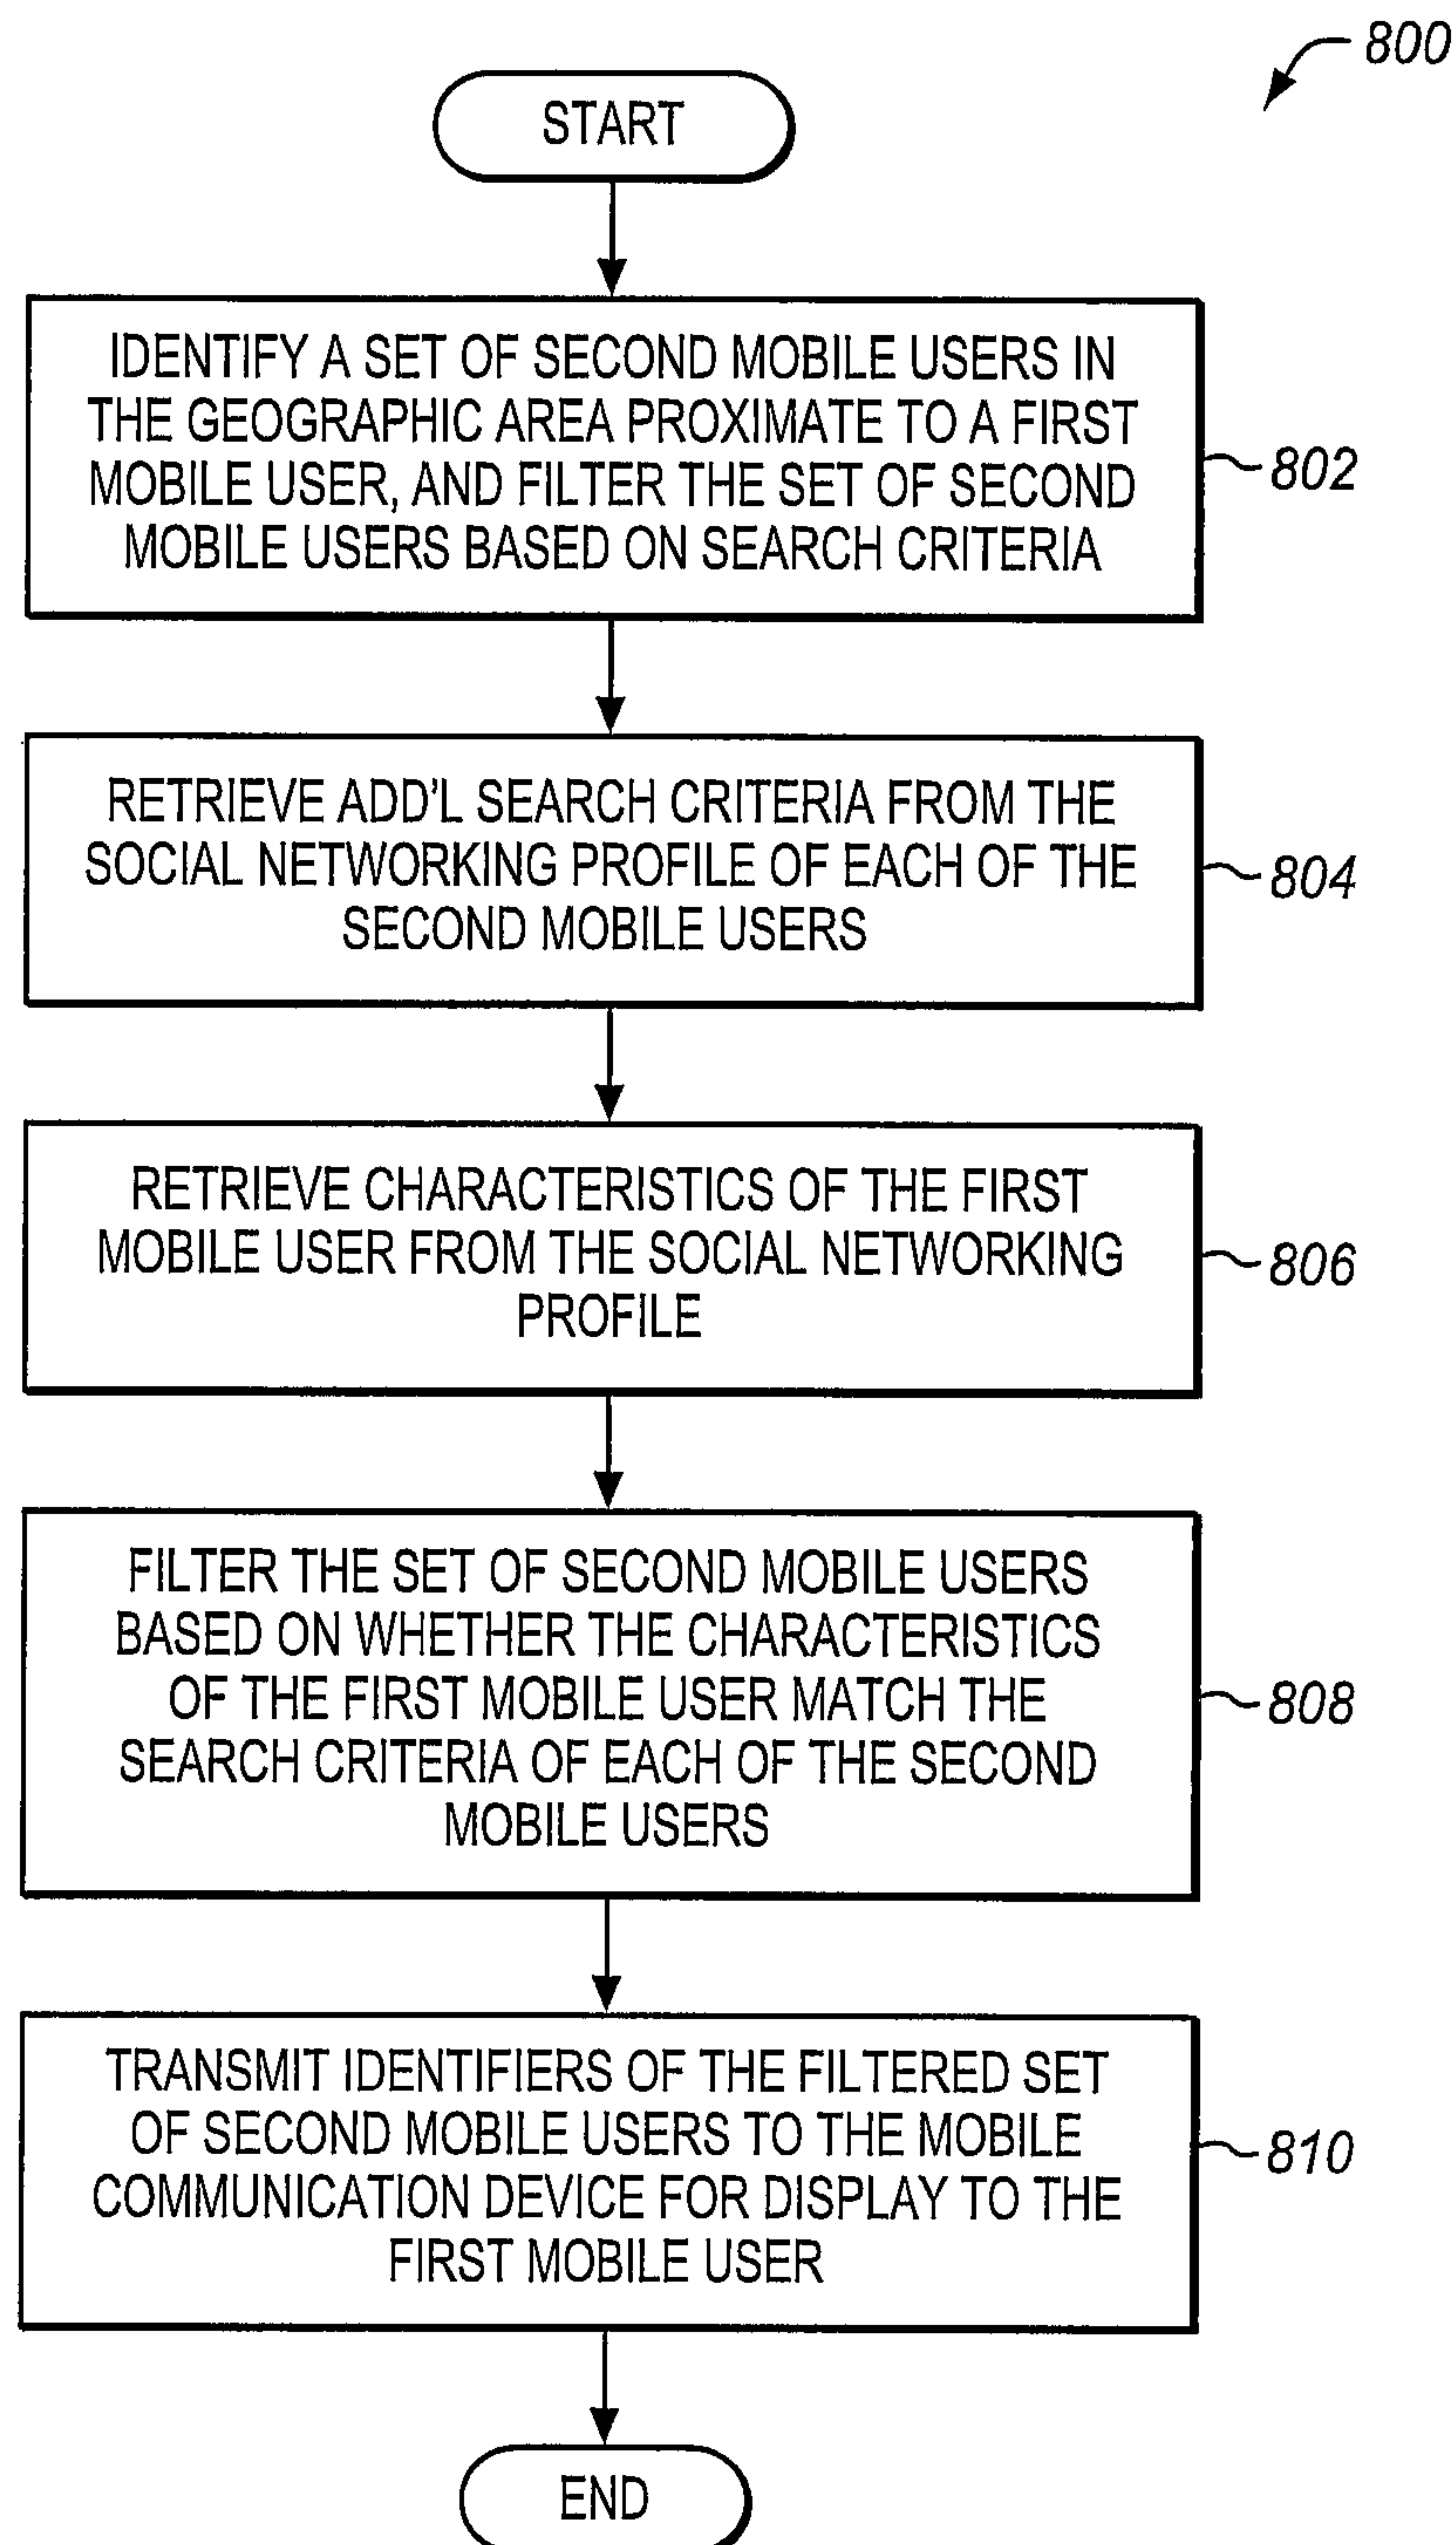 800
START
IDENTIFY A SET OF SECOND MOBILE USERS IN
THE GEOGRAPHIC AREA PROXIMATE TO A FIRST
MOBILE USER, AND FILTER THE SET OF SECOND
MOBILE USERS BASED ON SEARCH CRITERIA
802
RETRIEVE ADD'L SEARCH CRITERIA FROM THE
SOCIAL NETWORKING PROFILE OF EACH OF THE
SECOND MOBILE USERS
804
RETRIEVE CHARACTERISTICS OF THE FIRST
MOBILE USER FROM THE SOCIAL NETWORKING
PROFILE
806
FILTER THE SET OF SECOND MOBILE USERS
BASED ON WHETHER THE CHARACTERISTICS
OF THE FIRST MOBILE USER MATCH THE
SEARCH CRITERIA OF EACH OF THE SECOND
MOBILE USERS
808
TRANSMIT IDENTIFIERS OF THE FILTERED SET
OF SECOND MOBILE USERS TO THE MOBILE
COMMUNICATION DEVICE FOR DISPLAY TO THE
FIRST MOBILE USER
810
END